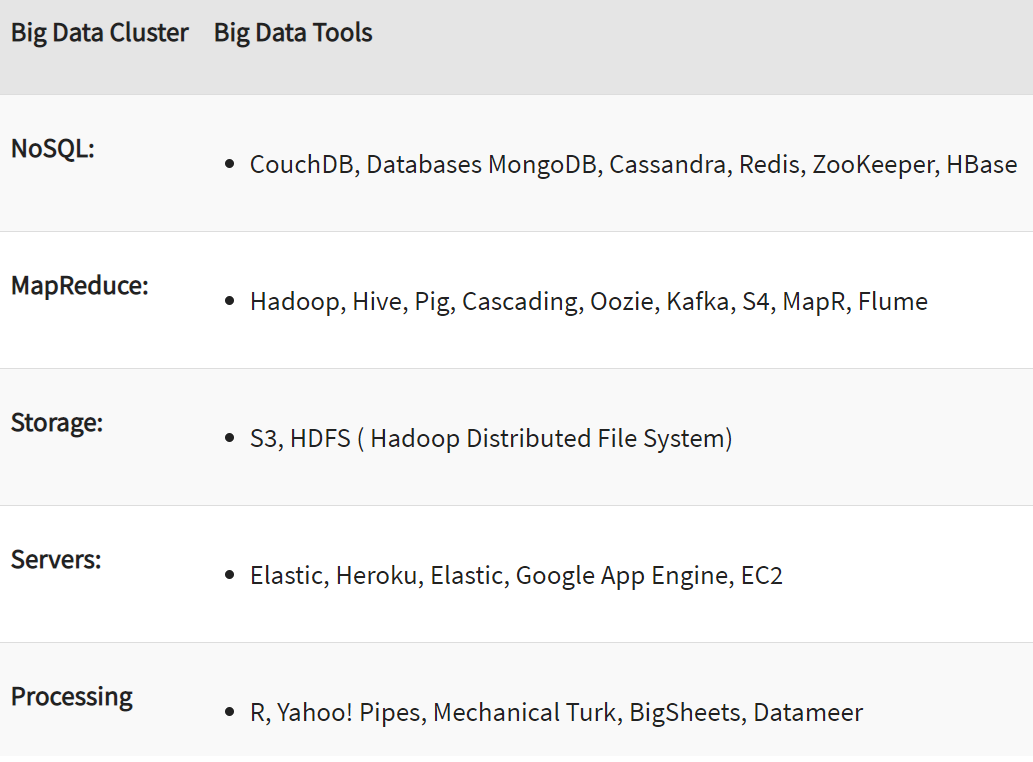 Big Data Cluster Big Data Tools
NoSQL:
• CouchDB, Databases MongoDB, Cassandra, Redis, ZooKeeper, HBase
MapReduce:
• Hadoop, Hive, Pig, Cascading, Oozie, Kafka, S4, MapR, Flume
Storage:
• S3, HDFS ( Hadoop Distributed File System)
Servers:
• Elastic, Heroku, Elastic, Google App Engine, EC2
Processing
• R, Yahoo! Pipes, Mechanical Turk, BigSheets, Datameer